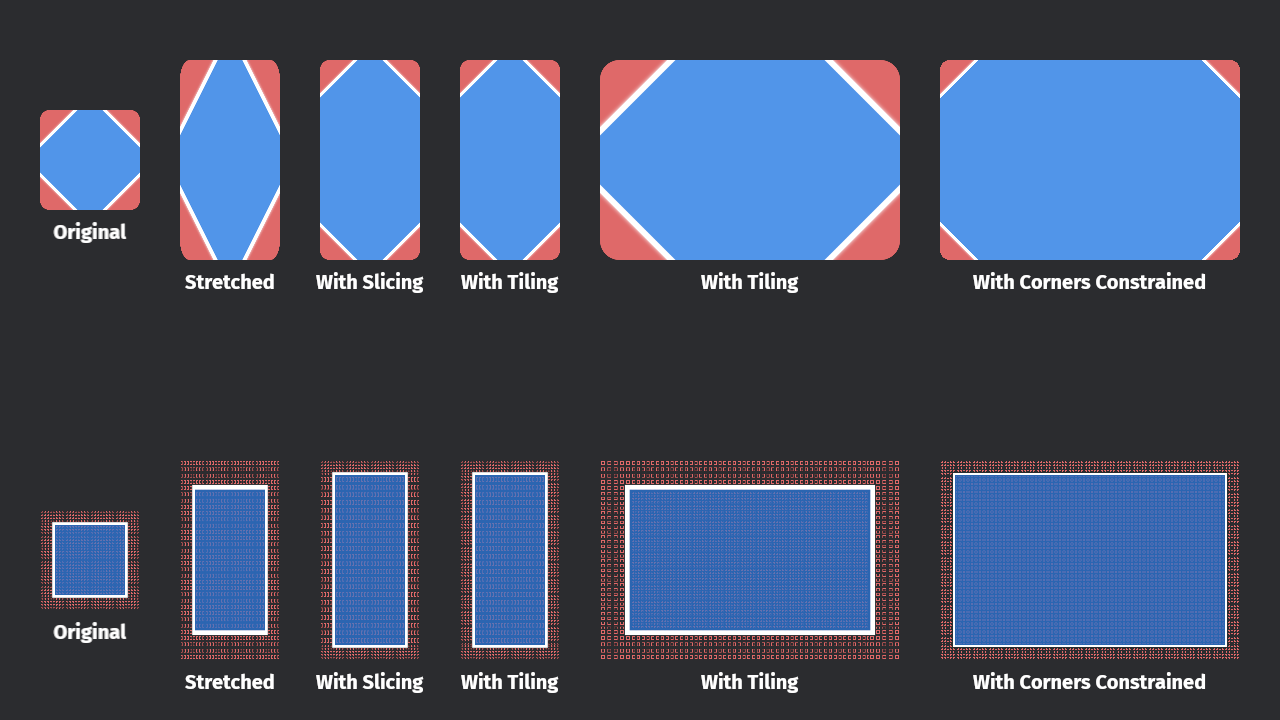 Original
Stretched
With Slicing
With Tiling
With Tiling
With Corners Constrained
Original
Stretched
With Slicing
With Tiling
With Tiling
With Corners Constrained